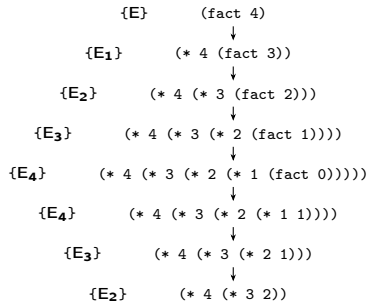 {E} (fact 4)
{E₁} (* 4 (fact 3))
{E₂} (* 4 (* 3 (fact 2)))
{E₃} (* 4 (* 3 (* 2 (fact 1))))
{E₄} (* 4 (* 3 (* 2 (* 1 (fact 0)))))
{E₄} (* 4 (* 3 (* 2 (* 1 1))))
{E₃} (* 4 (* 3 (* 2 1)))
{E₂} (* 4 (* 3 2))